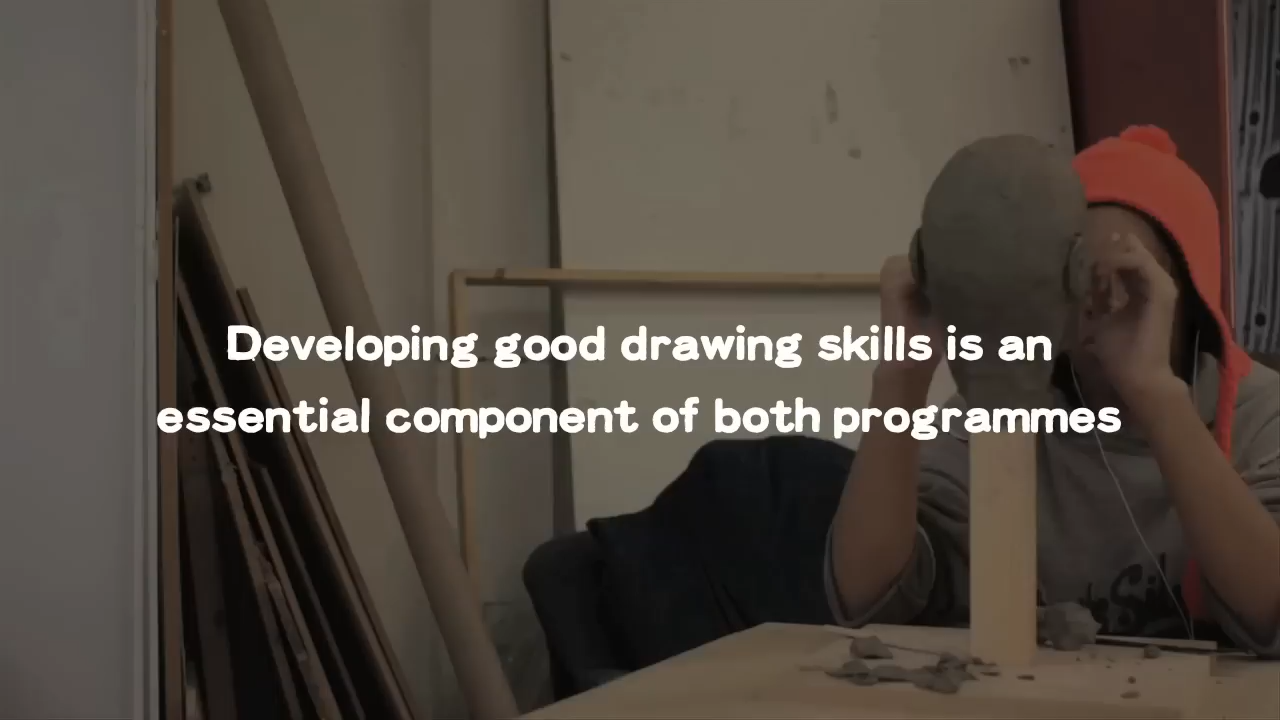 Developing good drawing skills is an
essential component of both programmes